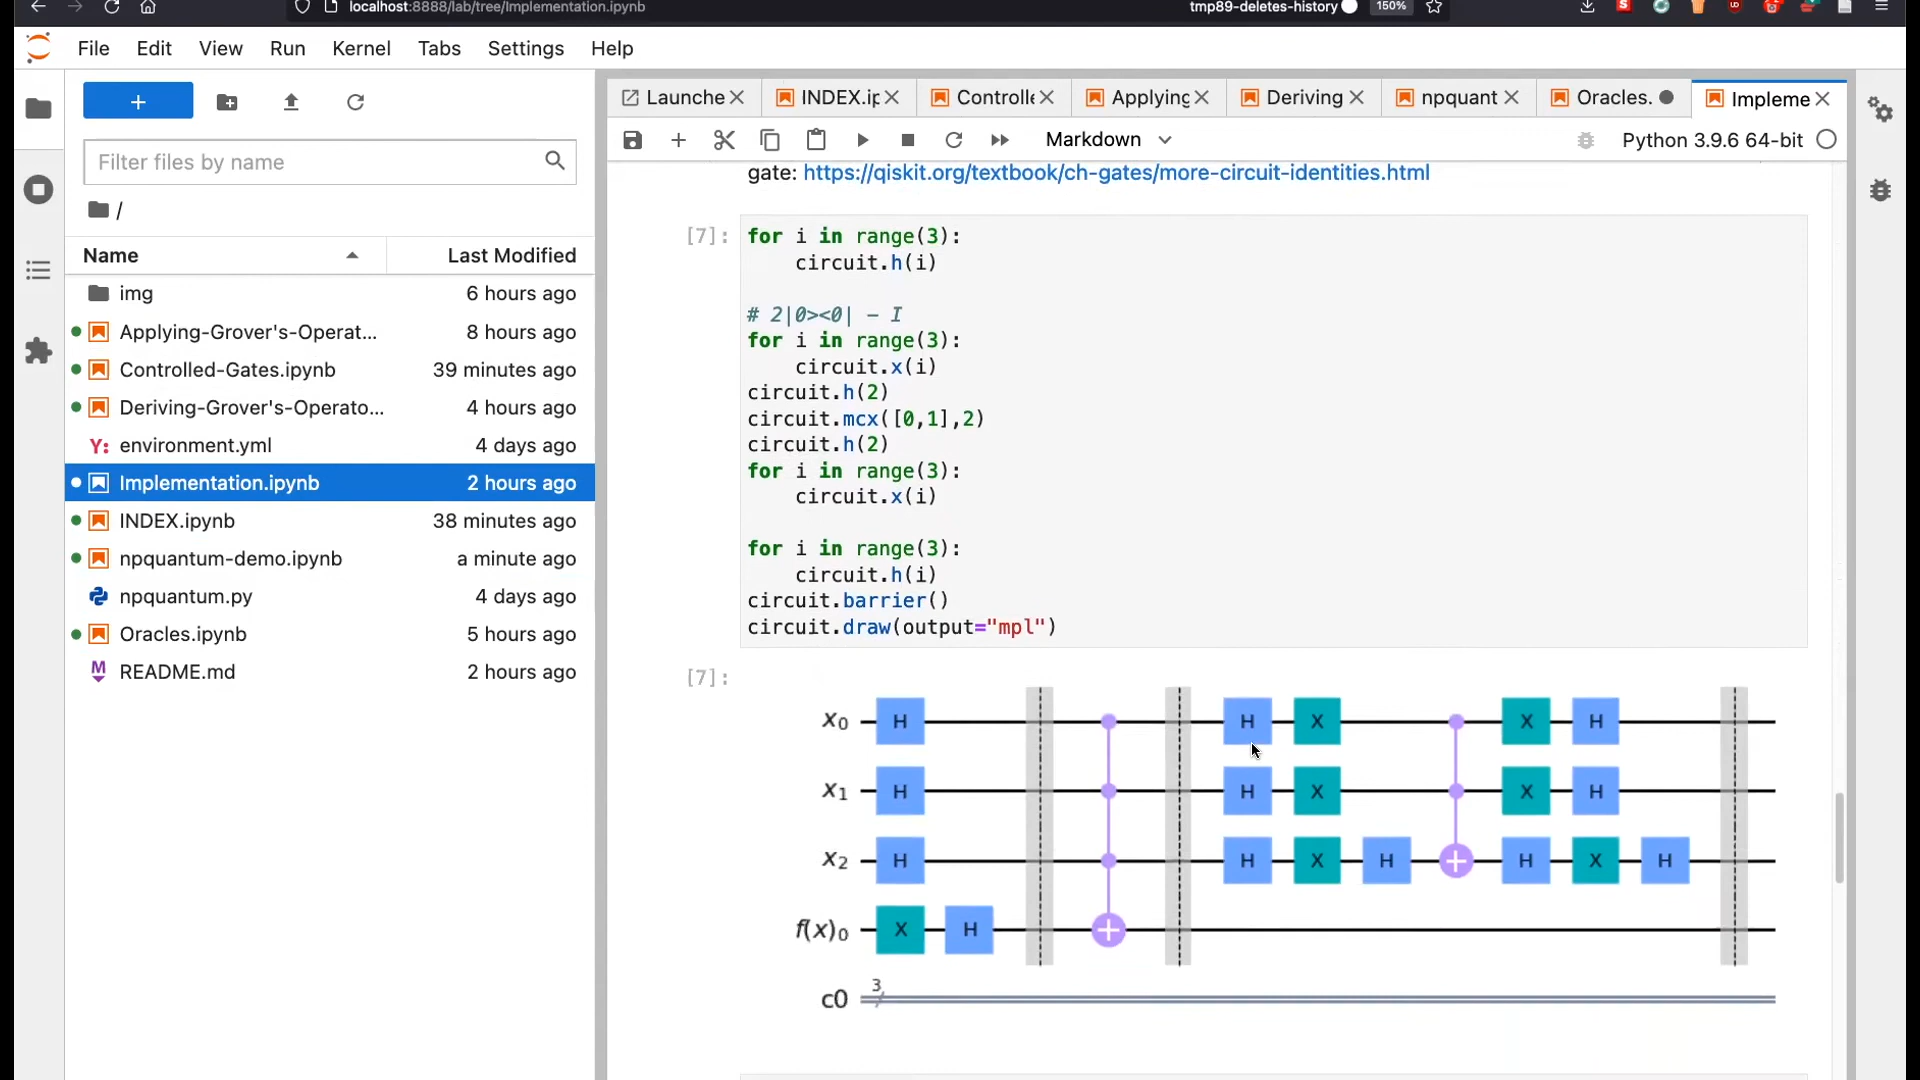 localhost:8888/lab/tree/Implementation.ipynb
tmp89-deletes-history
150%
File Edit View Run Kernel Tabs Settings Help
+
Launche
INDEX.ip
Controlle
Applying
Deriving
npquant
Oracles.
Impleme
Markdown
Python 3.9.6 64-bit
Filter files by name
/
Name Last Modified
img 6 hours ago
Applying-Grover's-Operat... 8 hours ago
Controlled-Gates.ipynb 39 minutes ago
Deriving-Grover's-Operato... 4 hours ago
Y: environment.yml 4 days ago
Implementation.ipynb 2 hours ago
INDEX.ipynb 38 minutes ago
npquantum-demo.ipynb a minute ago
npquantum.py 4 days ago
Oracles.ipynb 5 hours ago
M README.md 2 hours ago
gate: https://qiskit.org/textbook/ch-gates/more-circuit-identities.html
[7]: for i in range(3):
circuit.h(i)
# 2|0><0| - I
for i in range(3):
circuit.x(i)
circuit.h(2)
circuit.mcx([0,1],2)
circuit.h(2)
for i in range(3):
circuit.x(i)
for i in range(3):
circuit.h(i)
circuit.barrier()
circuit.draw(output="mpl")
[7]:
x0 H H X X H
x1 H H X X H
x2 H H X H H X H
f(x)0 X H
c0 3